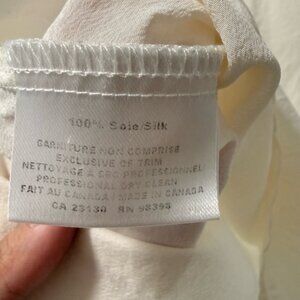 100% Soie/Silk
GARNITURE NON COMPRISE
EXCLUSIVE OF TRIM
NETTOYAGE A SEC PROFESSIONNEL
PROFESSIONAL DRY CLEAN
FAIT AU CANADA / MADE IN CANADA
CA 25130 RN 98395